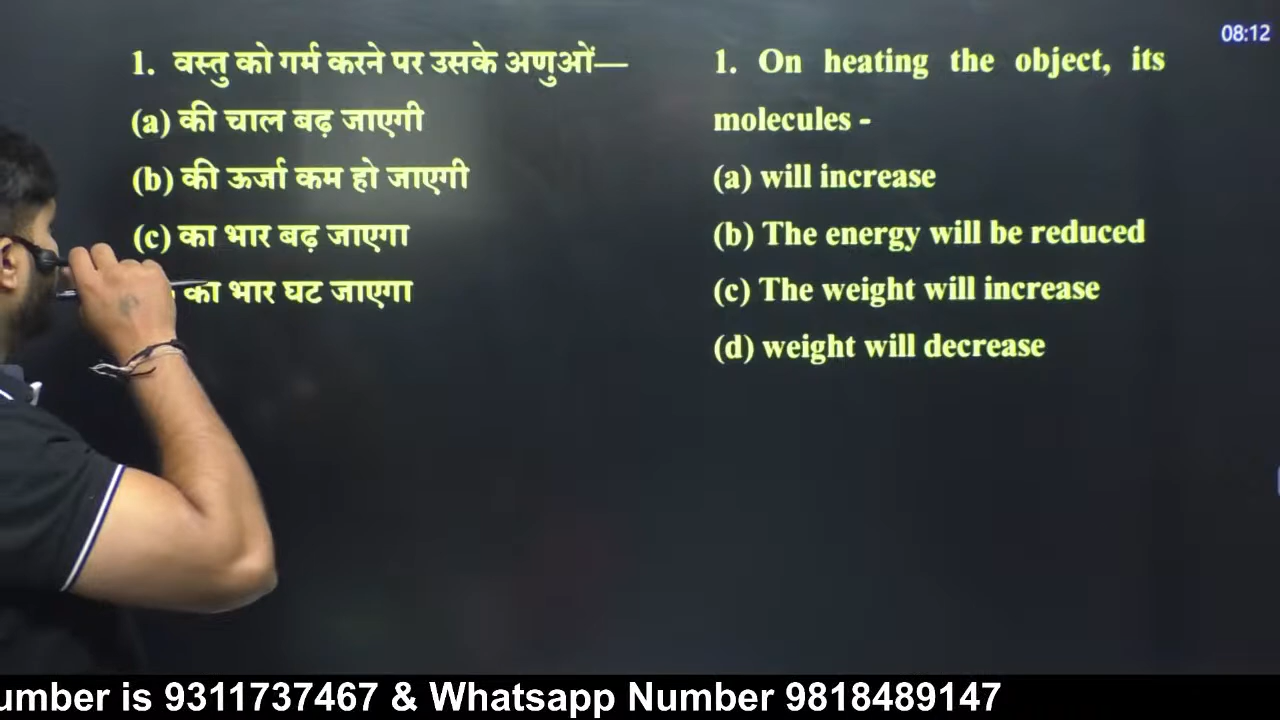 08:12
1. वस्तु को गर्म करने पर उसके अणुओं—
(a) की चाल बढ़ जाएगी
(b) की ऊर्जा कम हो जाएगी
(c) का भार बढ़ जाएगा
का भार घट जाएगा
1. On heating the object, its
molecules -
(a) will increase
(b) The energy will be reduced
(c) The weight will increase
(d) weight will decrease
umber is 9311737467 & Whatsapp Number 9818489147